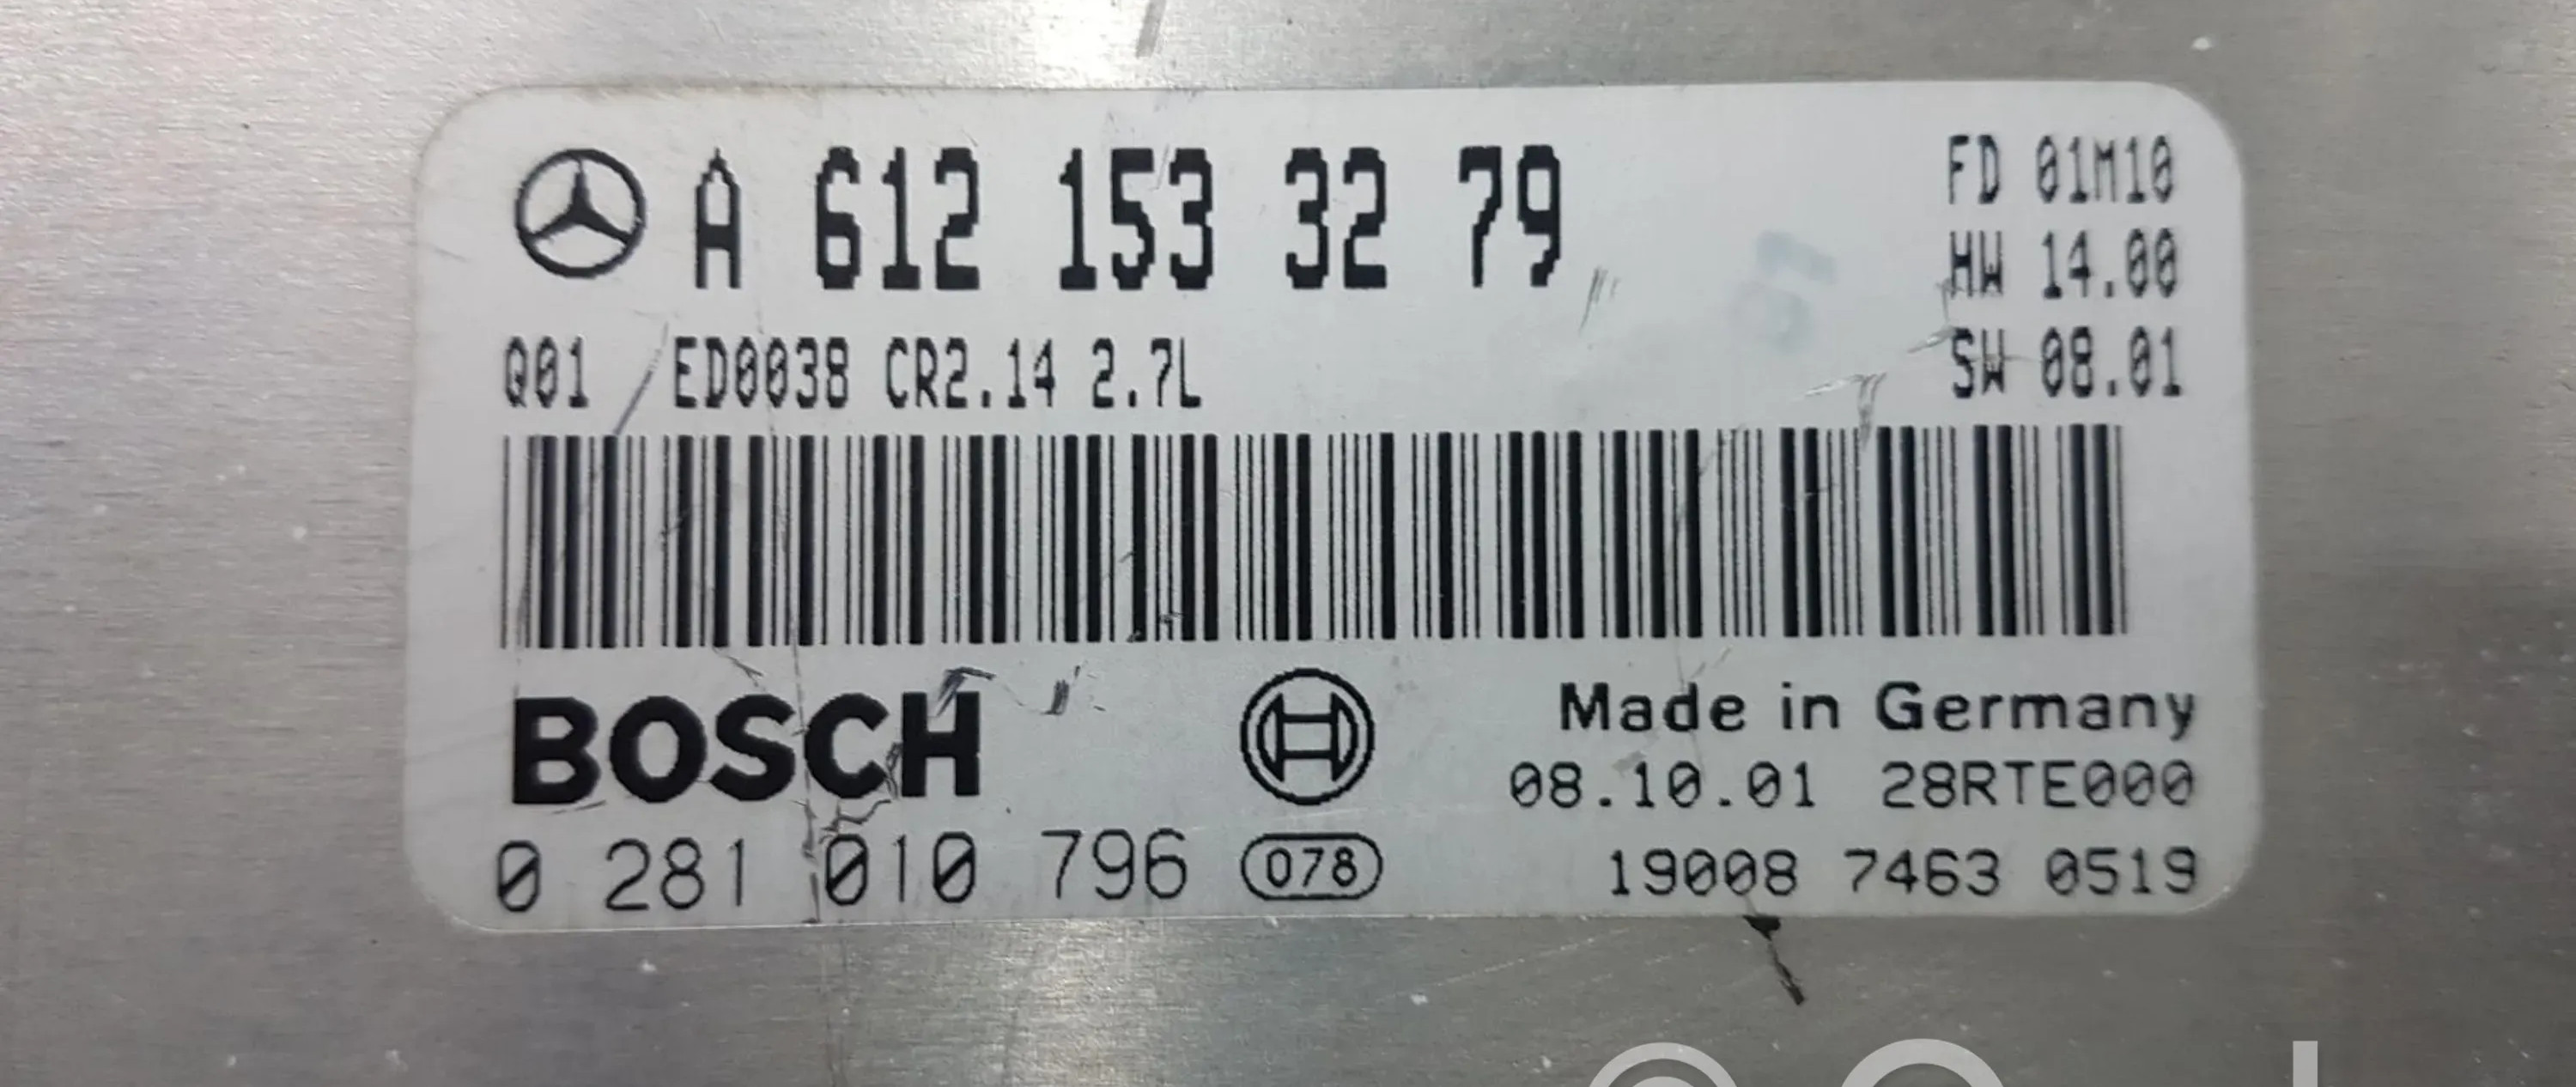 A 612 153 32 79
FD 01M10
HW 14.00
SW 08.01
Q01 ED0038 CR2.14 2.7L
BOSCH
Made in Germany
08.10.01 28RTE000
0 281 010 796 078
19008 7463 0519